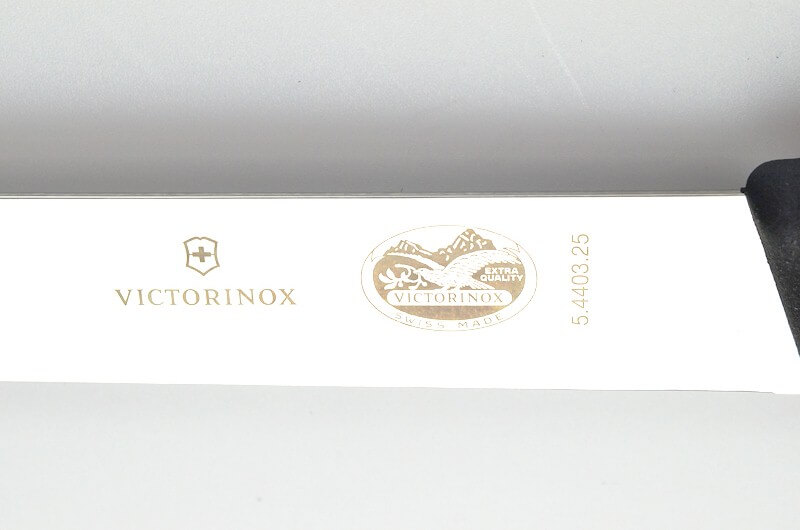 VICTORINOX
EXTRA
QUALITY
VICTORINOX
SWISS MADE
5.4403.25